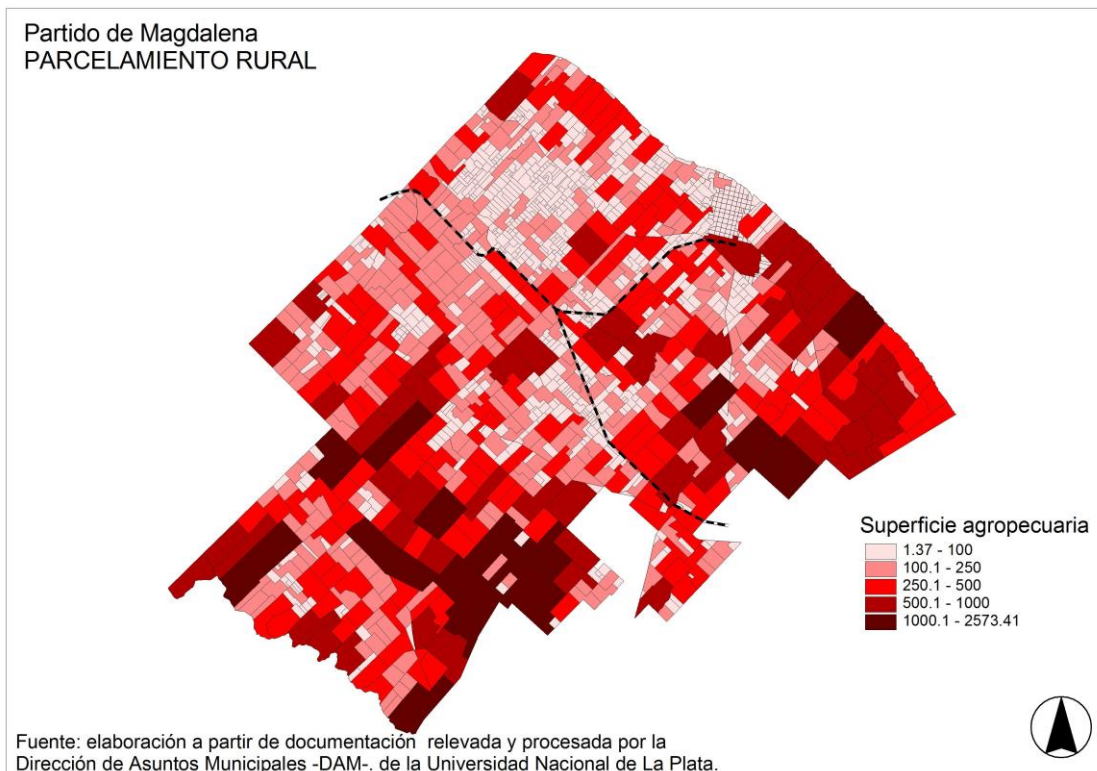 Partido de Magdalena
PARCELAMIENTO RURAL
Superficie agropecuaria
1.37 - 100
100.1 - 250
250.1 - 500
500.1 - 1000
1000.1 - 2573.41
Fuente: elaboración a partir de documentación relevada y procesada por la
Dirección de Asuntos Municipales -DAM-. de la Universidad Nacional de La Plata.